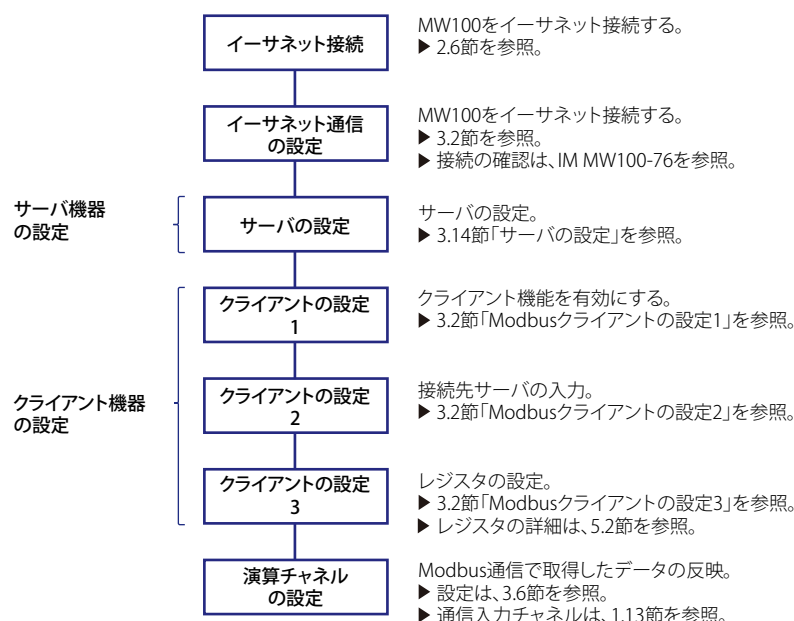 イーサネット接続
MW100をイーサネット接続する。
▶ 2.6節を参照。
イーサネット通信
の設定
MW100をイーサネット接続する。
▶ 3.2節を参照。
▶ 接続の確認は、IM MW100-76を参照。
サーバ機器
の設定
サーバの設定
サーバの設定。
▶ 3.14節「サーバの設定」を参照。
クライアント機器
の設定
クライアントの設定
1
クライアント機能を有効にする。
▶ 3.2節「Modbusクライアントの設定1」を参照。
クライアントの設定
2
接続先サーバの入力。
▶ 3.2節「Modbusクライアントの設定2」を参照。
クライアントの設定
3
レジスタの設定。
▶ 3.2節「Modbusクライアントの設定3」を参照。
▶ レジスタの詳細は、5.2節を参照。
演算チャネル
の設定
Modbus通信で取得したデータの反映。
▶ 設定は、3.6節を参照。
▶ 通信入力チャネルは、1.13節を参照。